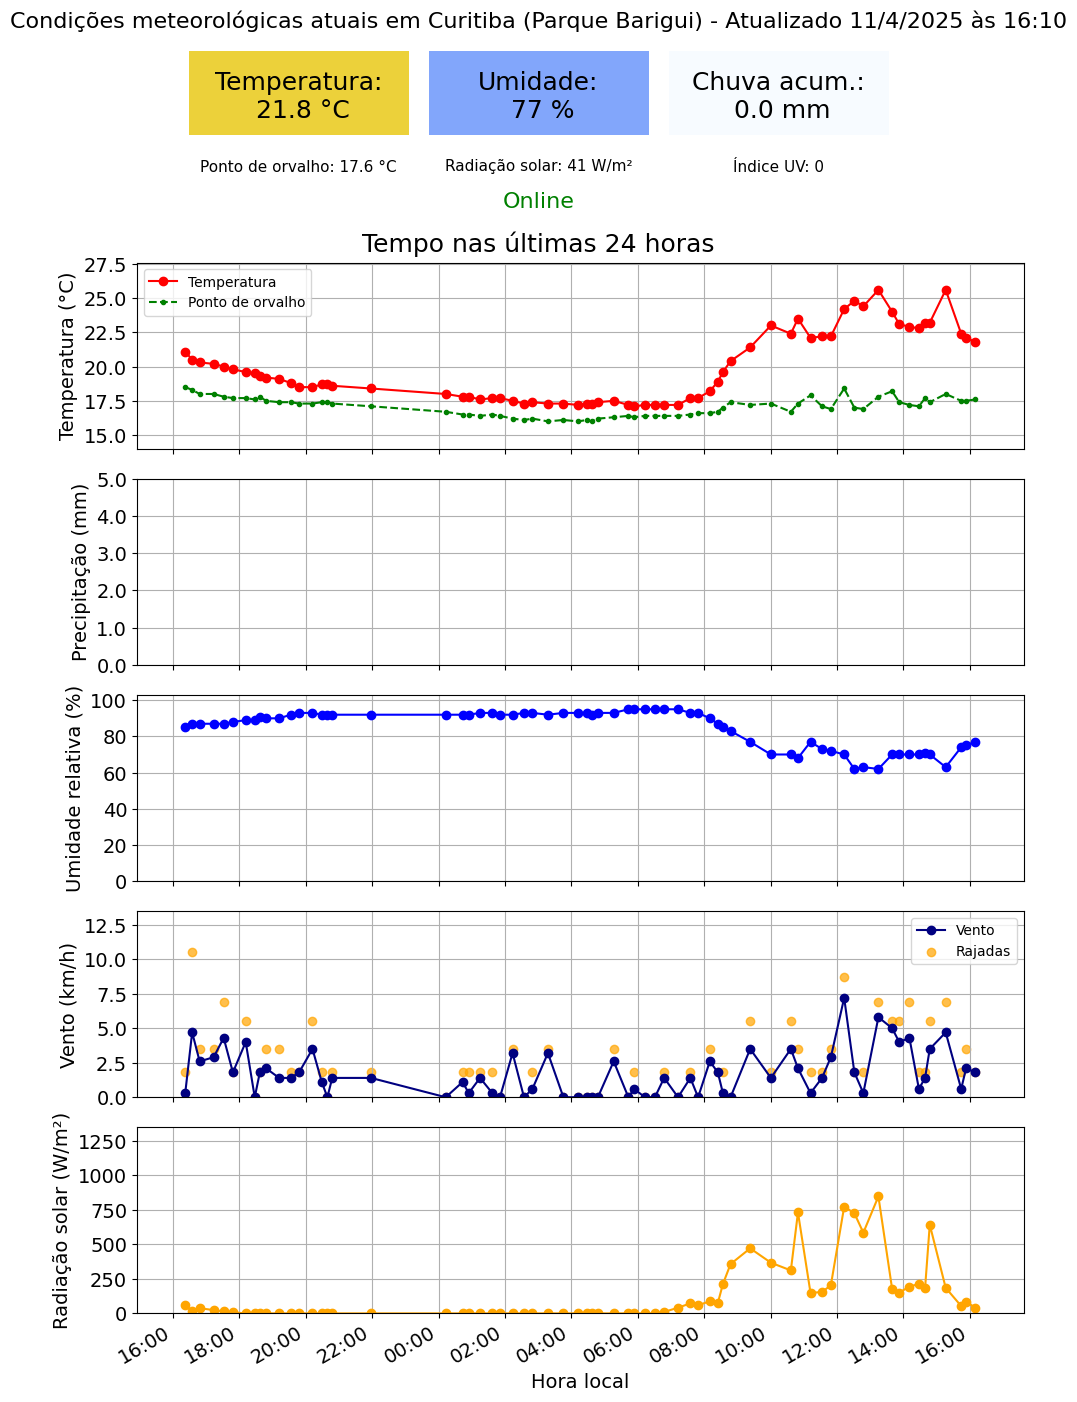 Condições meteorológicas atuais em Curitiba (Parque Barigui) - Atualizado 11/4/2025 às 16:10
Temperatura:
21.8 °C
Umidade:
77 %
Chuva acum.:
0.0 mm
Ponto de orvalho: 17.6 °C
Radiação solar: 41 W/m²
Índice UV: 0
Online
Tempo nas últimas 24 horas
Temperatura (°C)
27.5
25.0
22.5
20.0
17.5
15.0
Temperatura
Ponto de orvalho
Precipitação (mm)
5.0
4.0
3.0
2.0
1.0
0.0
Umidade relativa (%)
100
80
60
40
20
0
Vento (km/h)
12.5
10.0
7.5
5.0
2.5
0.0
Vento
Rajadas
Radiação solar (W/m²)
1250
1000
750
500
250
0
16:00
18:00
20:00
22:00
00:00
02:00
04:00
06:00
08:00
10:00
12:00
14:00
16:00
Hora local